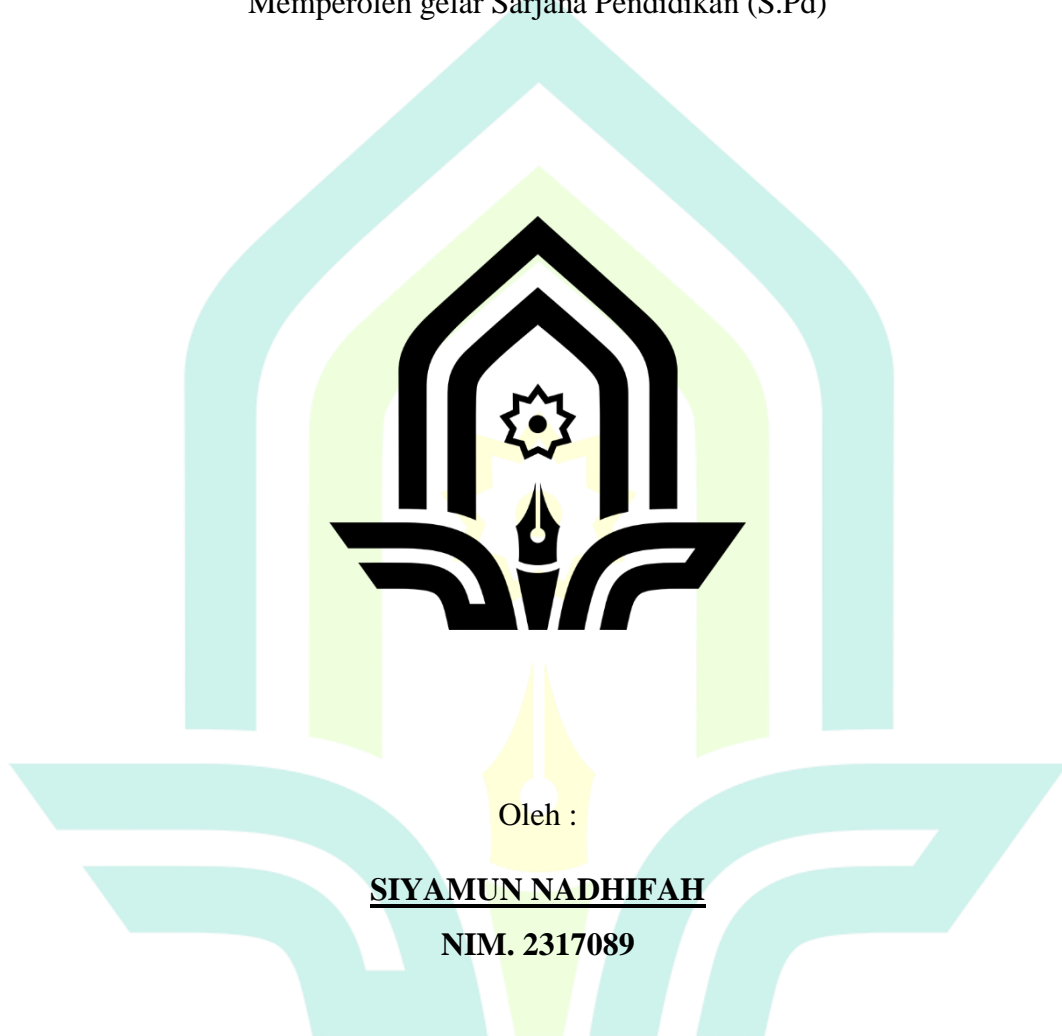 Memperoleh gelar Sarjana Pendidikan (S.Pd)
Oleh :
SIYAMUN NADHIFAH
NIM. 2317089